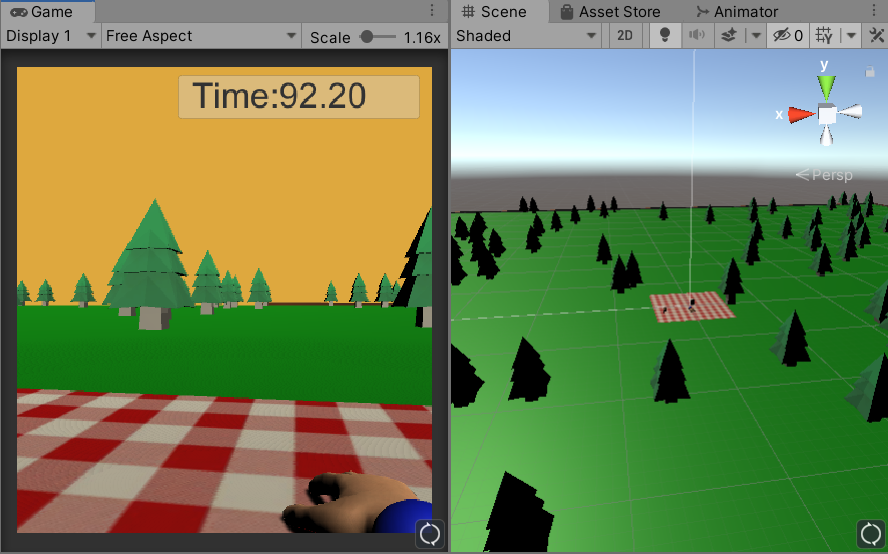 Game
Display 1 Free Aspect Scale 1.16x
Time:92.20
Scene Asset Store Animator
Shaded 2D 0
y
x
Persp